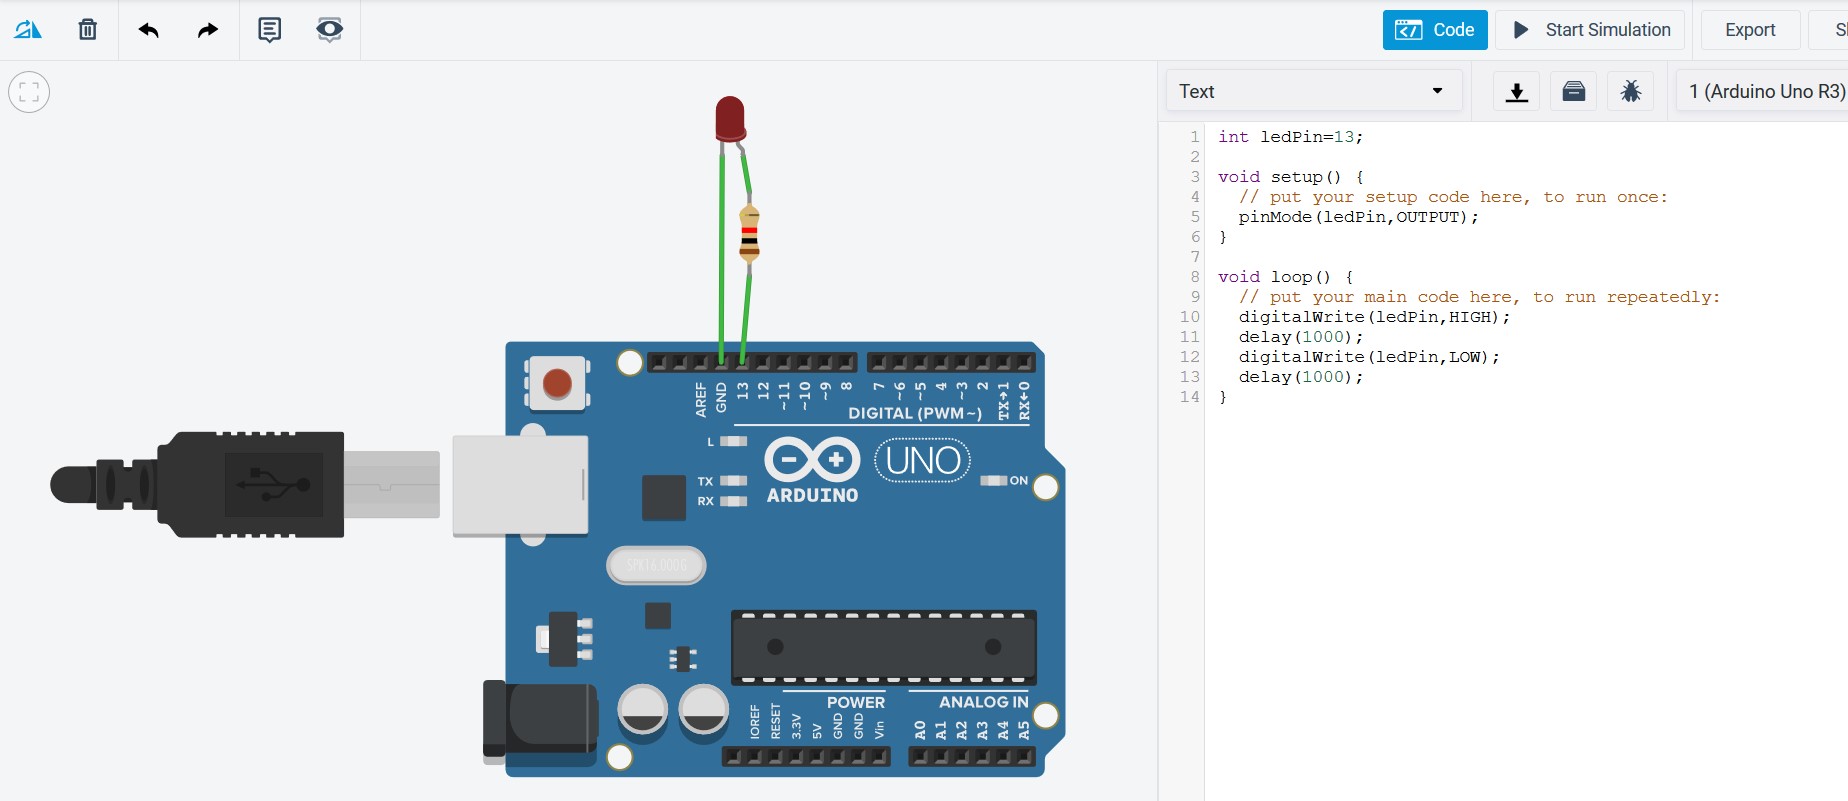 Code
Start Simulation
Export
Text
1 (Arduino Uno R3)
1 int ledPin=13;
2
3 void setup() {
4   // put your setup code here, to run once:
5   pinMode(ledPin,OUTPUT);
6 }
7
8 void loop() {
9   // put your main code here, to run repeatedly:
10   digitalWrite(ledPin,HIGH);
11   delay(1000);
12   digitalWrite(ledPin,LOW);
13   delay(1000);
14 }
AREF GND 13 12 ~11 ~10 ~9 8 7 ~6 ~5 4 ~3 2 TX→1 RX←0
DIGITAL (PWM~)
L
TX
RX
ARDUINO
UNO
ON
SPK16.000G
POWER
ANALOG IN
IOREF RESET 3.3V 5V GND GND Vin A0 A1 A2 A3 A4 A5